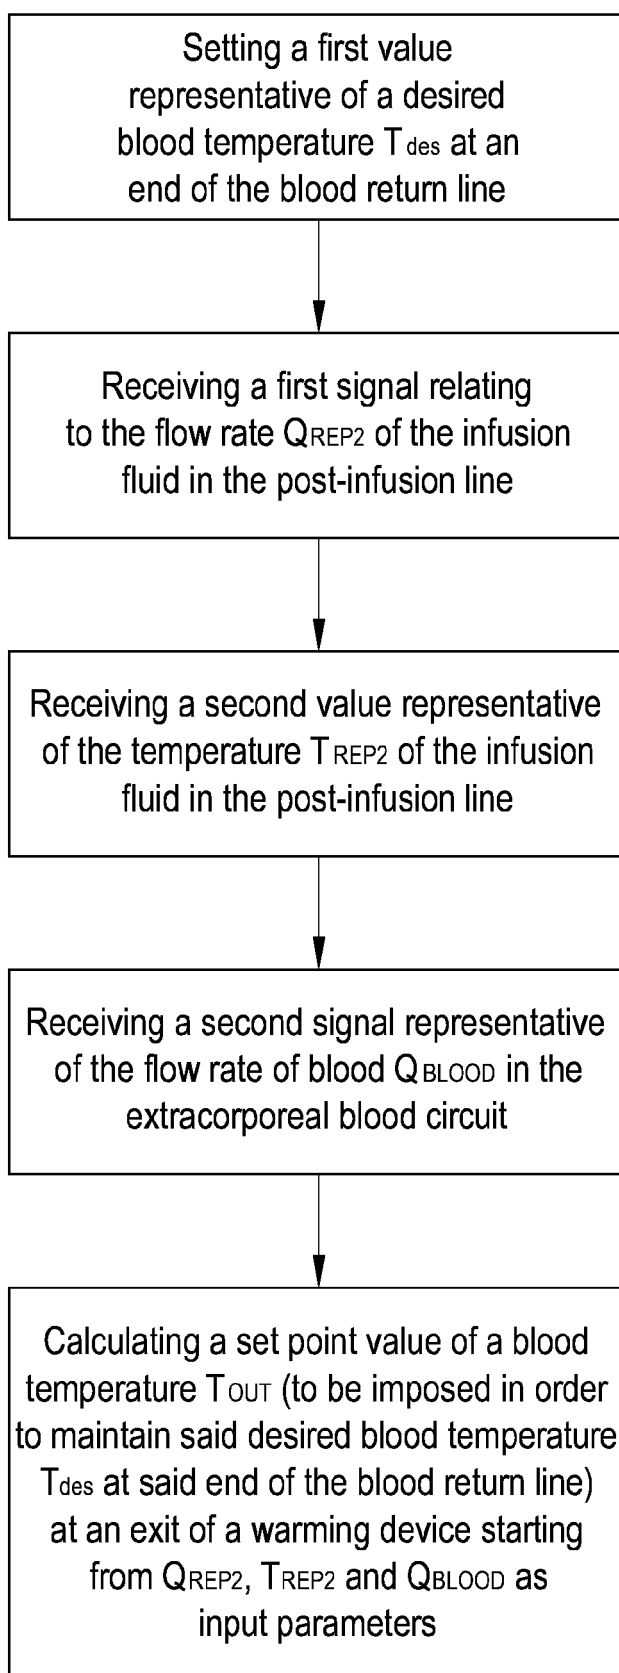 Setting a first value
representative of a desired
blood temperature Tdes at an
end of the blood return line
Receiving a first signal relating
to the flow rate QREP2 of the infusion
fluid in the post-infusion line
Receiving a second value representative
of the temperature TREP2 of the infusion
fluid in the post-infusion line
Receiving a second signal representative
of the flow rate of blood QBLOOD in the
extracorporeal blood circuit
Calculating a set point value of a blood
temperature TOUT (to be imposed in order
to maintain said desired blood temperature
Tdes at said end of the blood return line)
at an exit of a warming device starting
from QREP2, TREP2 and QBLOOD as
input parameters